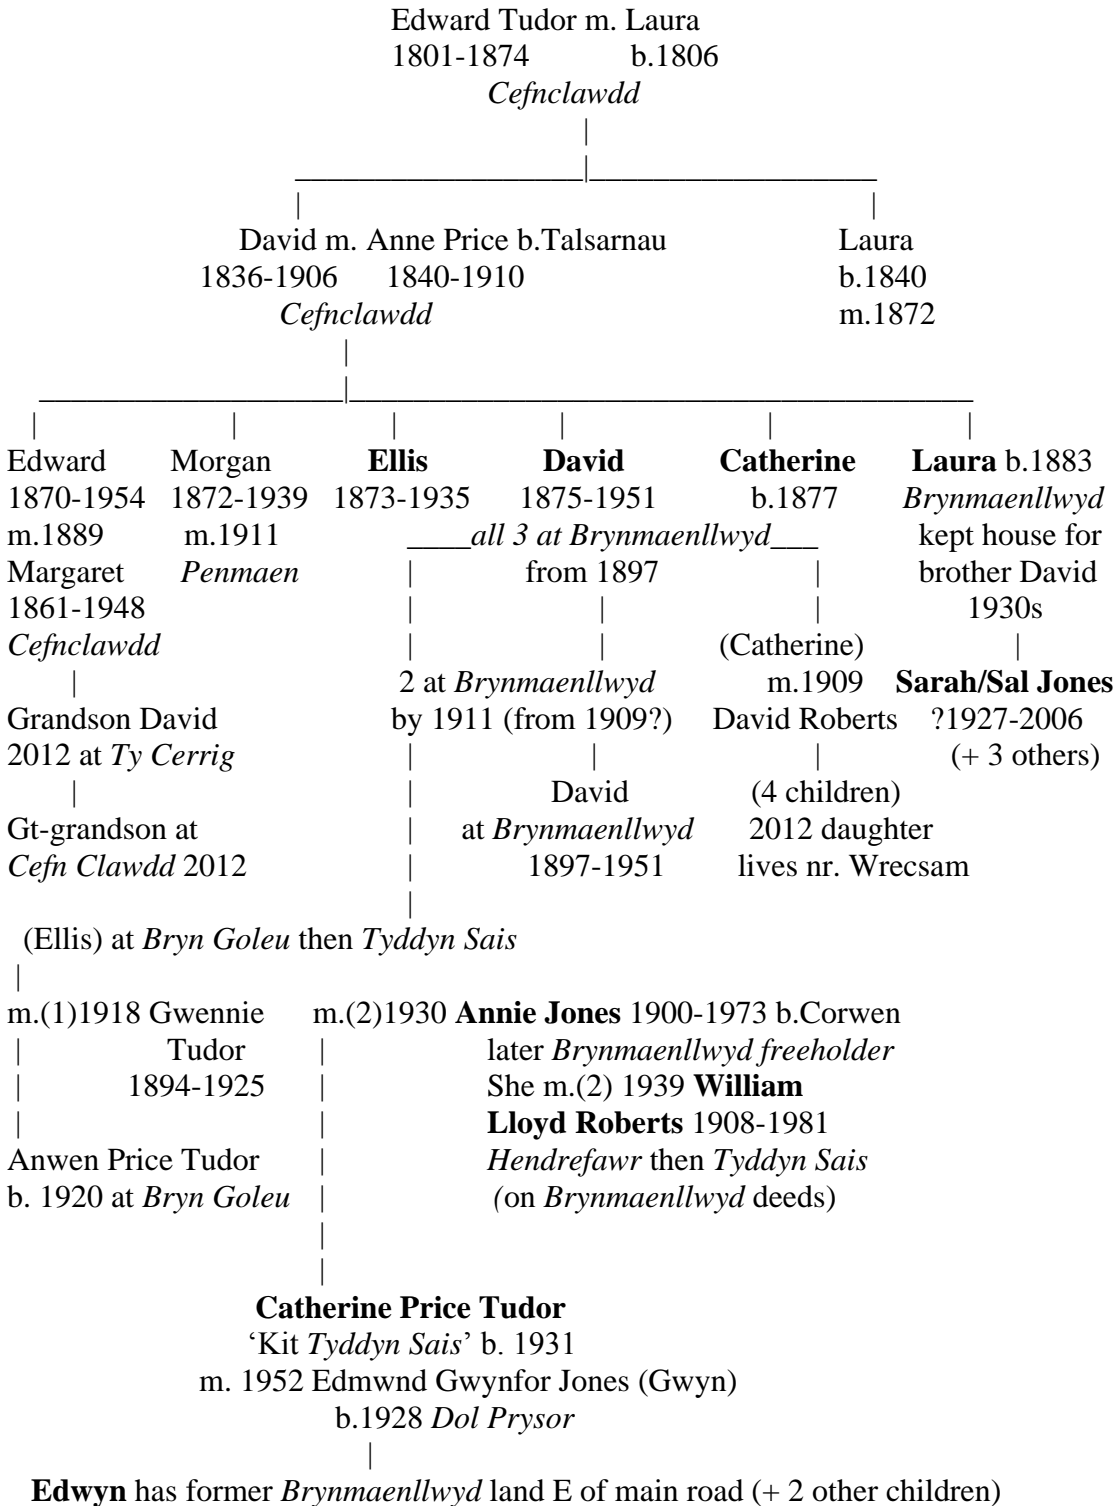 Edward Tudor m. Laura
1801-1874 b.1806
Cefnclawdd
David m. Anne Price b.Talsarnau Laura
1836-1906 1840-1910 b.1840
Cefnclawdd m.1872
Edward Morgan Ellis David Catherine Laura b.1883
1870-1954 1872-1939 1873-1935 1875-1951 b.1877 Brynmaenllwyd
m.1889 m.1911 ____all 3 at Brynmaenllwyd___ kept house for
Margaret Penmaen from 1897 brother David
1861-1948 1930s
Cefnclawdd (Catherine)
2 at Brynmaenllwyd m.1909 Sarah/Sal Jones
Grandson David by 1911 (from 1909?) David Roberts ?1927-2006
2012 at Ty Cerrig (+ 3 others)
David (4 children)
Gt-grandson at at Brynmaenllwyd 2012 daughter
Cefn Clawdd 2012 1897-1951 lives nr. Wrecsam
(Ellis) at Bryn Goleu then Tyddyn Sais
m.(1)1918 Gwennie m.(2)1930 Annie Jones 1900-1973 b.Corwen
Tudor later Brynmaenllwyd freeholder
1894-1925 She m.(2) 1939 William
Lloyd Roberts 1908-1981
Anwen Price Tudor Hendrefawr then Tyddyn Sais
b. 1920 at Bryn Goleu (on Brynmaenllwyd deeds)
Catherine Price Tudor
‘Kit Tyddyn Sais’ b. 1931
m. 1952 Edmwnd Gwynfor Jones (Gwyn)
b.1928 Dol Prysor
Edwyn has former Brynmaenllwyd land E of main road (+ 2 other children)